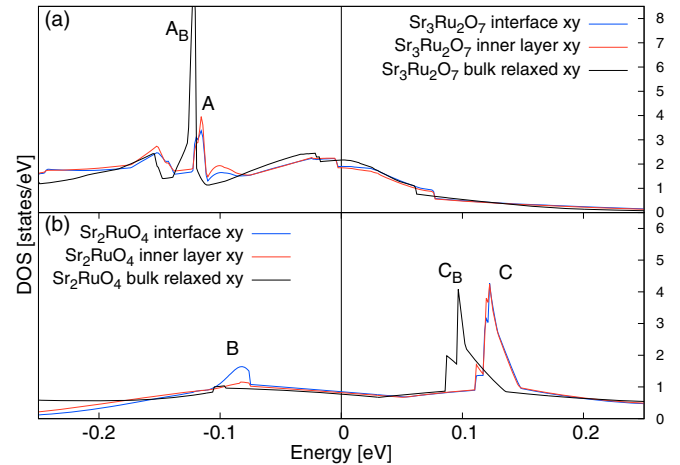 (a)
A_B
A
Sr₃Ru₂O₇ interface xy
Sr₃Ru₂O₇ inner layer xy
Sr₃Ru₂O₇ bulk relaxed xy
8
7
6
5
4
3
2
1
0
DOS [states/eV]
(b)
Sr₂RuO₄ interface xy
Sr₂RuO₄ inner layer xy
Sr₂RuO₄ bulk relaxed xy
B
C_B
C
6
5
4
3
2
1
0
-0.2
-0.1
0
0.1
0.2
Energy [eV]